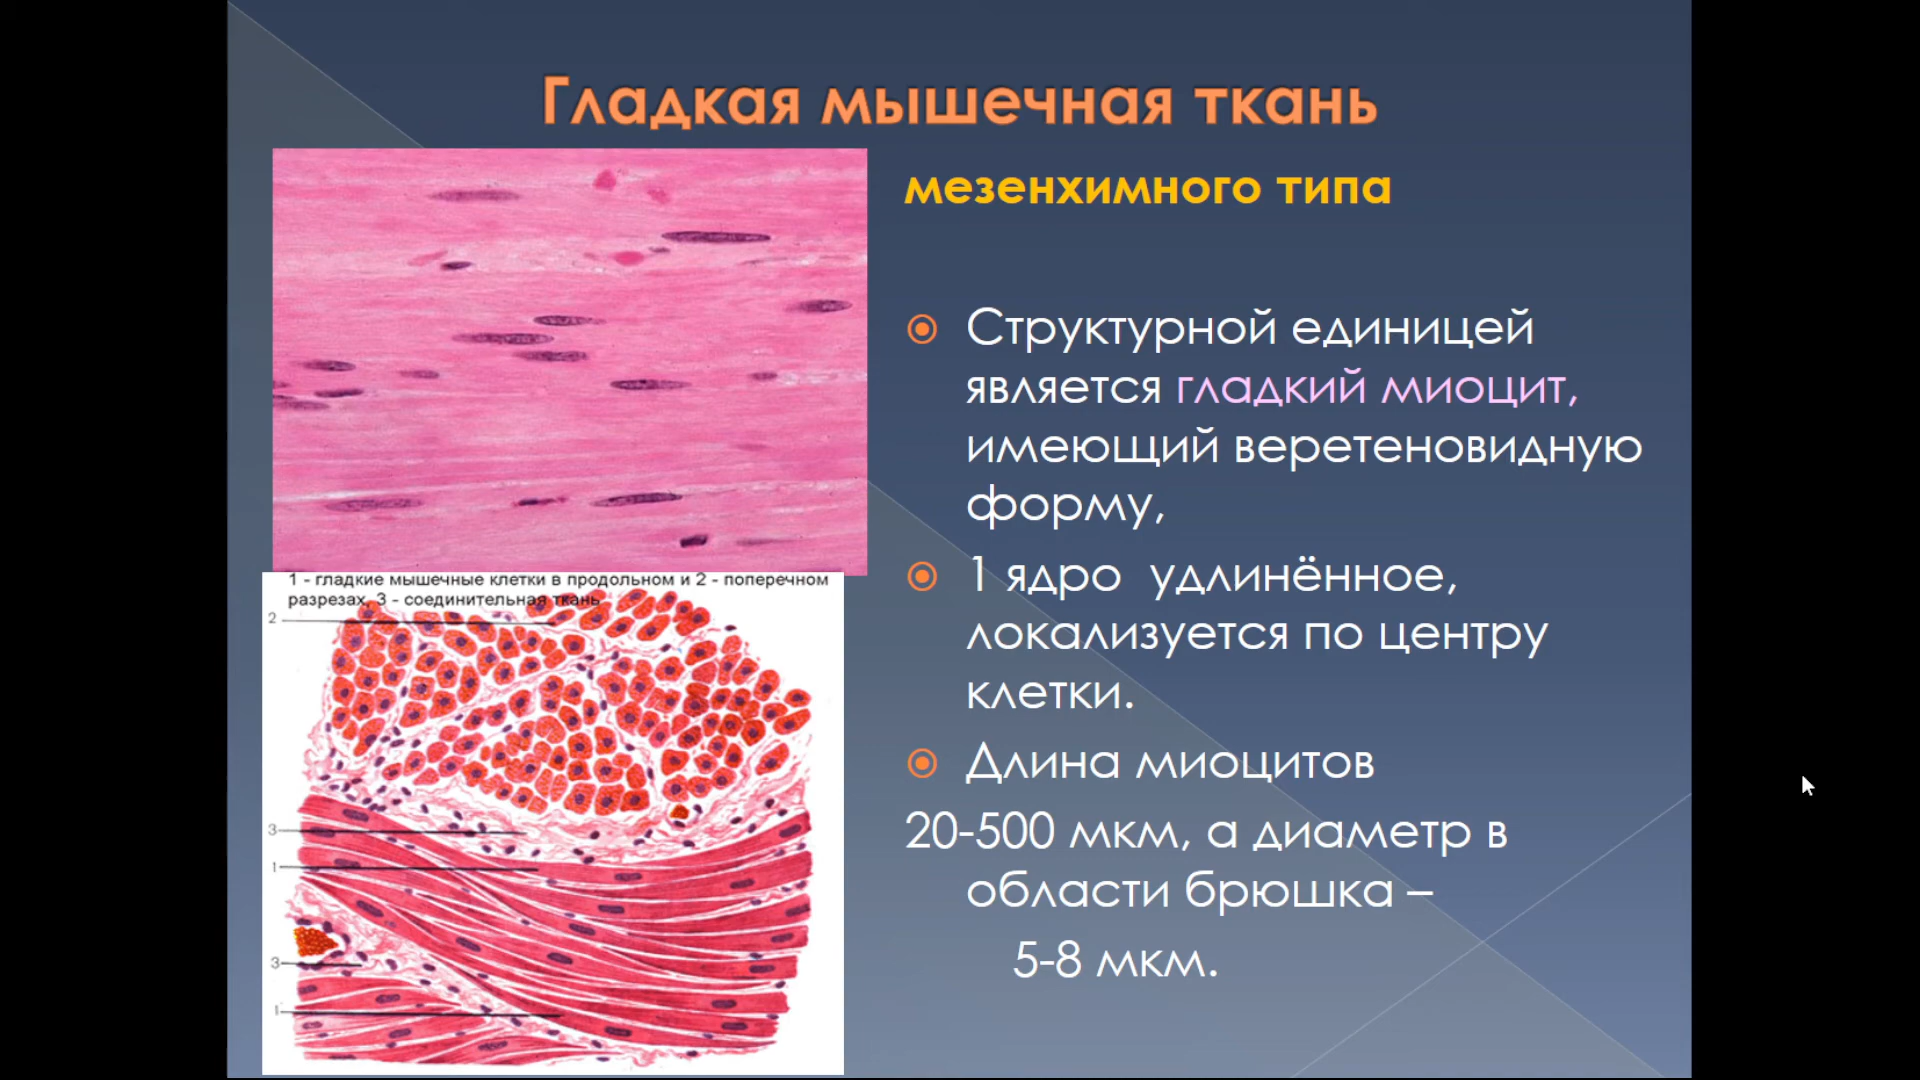 Гладкая мышечная ткань
мезенхимного типа
Структурной единицей
является гладкий миоцит,
имеющий веретеновидную
форму,
1 ядро удлинённое,
локализуется по центру
клетки.
Длина миоцитов
20-500 мкм, а диаметр в
области брюшка –
5-8 мкм.
1 - гладкие мышечные клетки в продольном и 2 - поперечном
разрезах, 3 - соединительная ткань
2
3
1
3
1